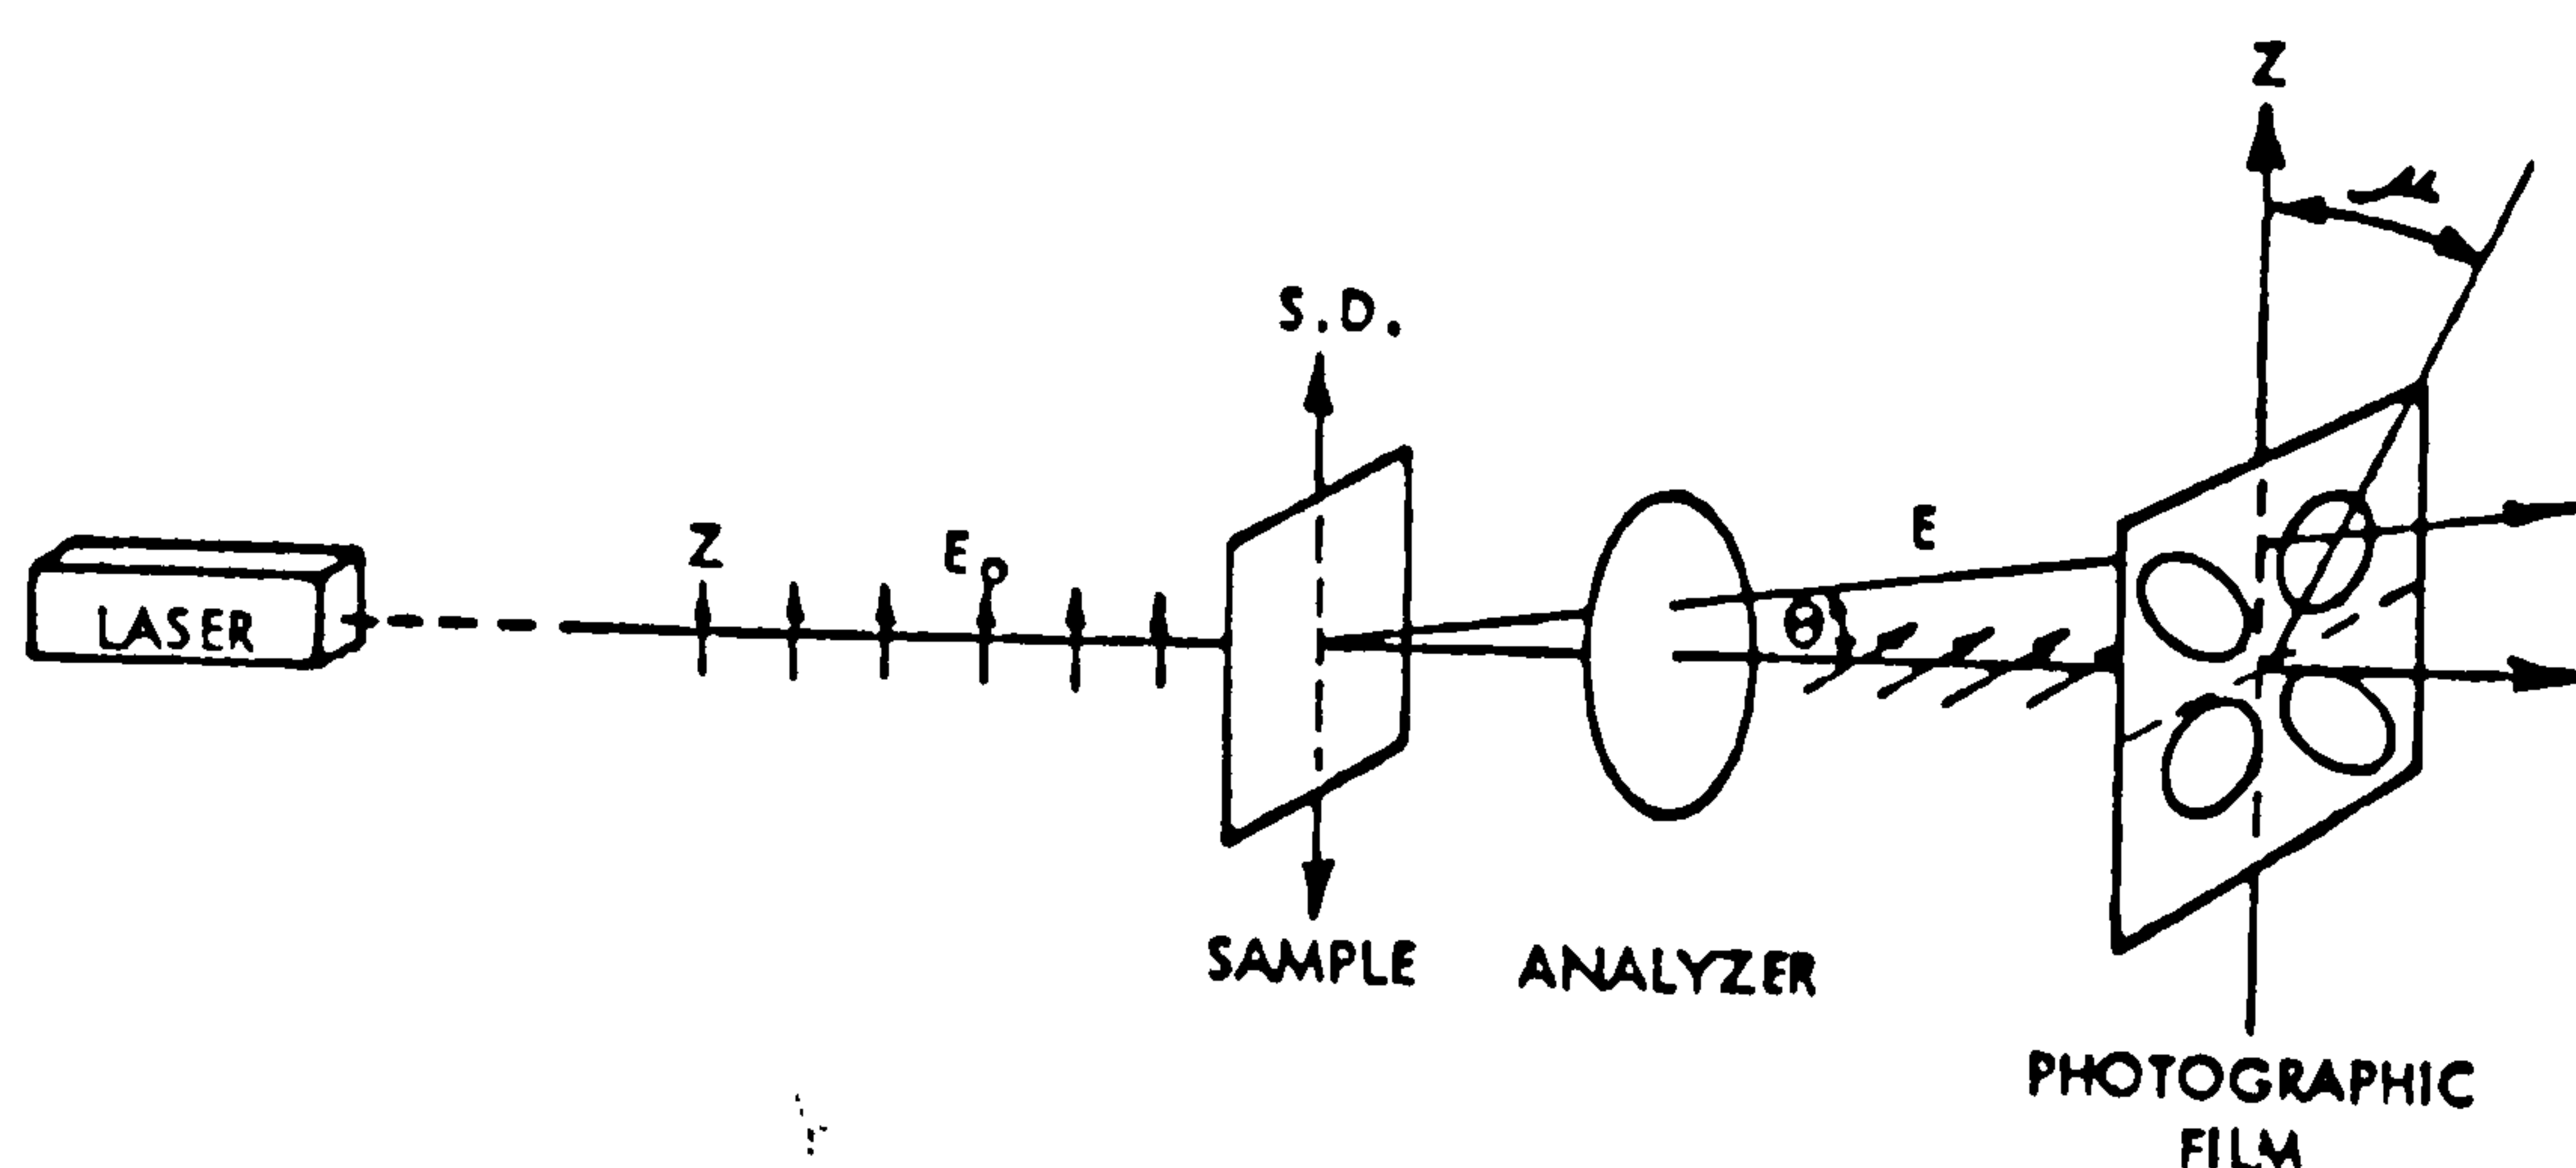 Z
μ
S.D.
Z
E₀
E
LASER
Θ
SAMPLE
ANALYZER
PHOTOGRAPHIC
FILM